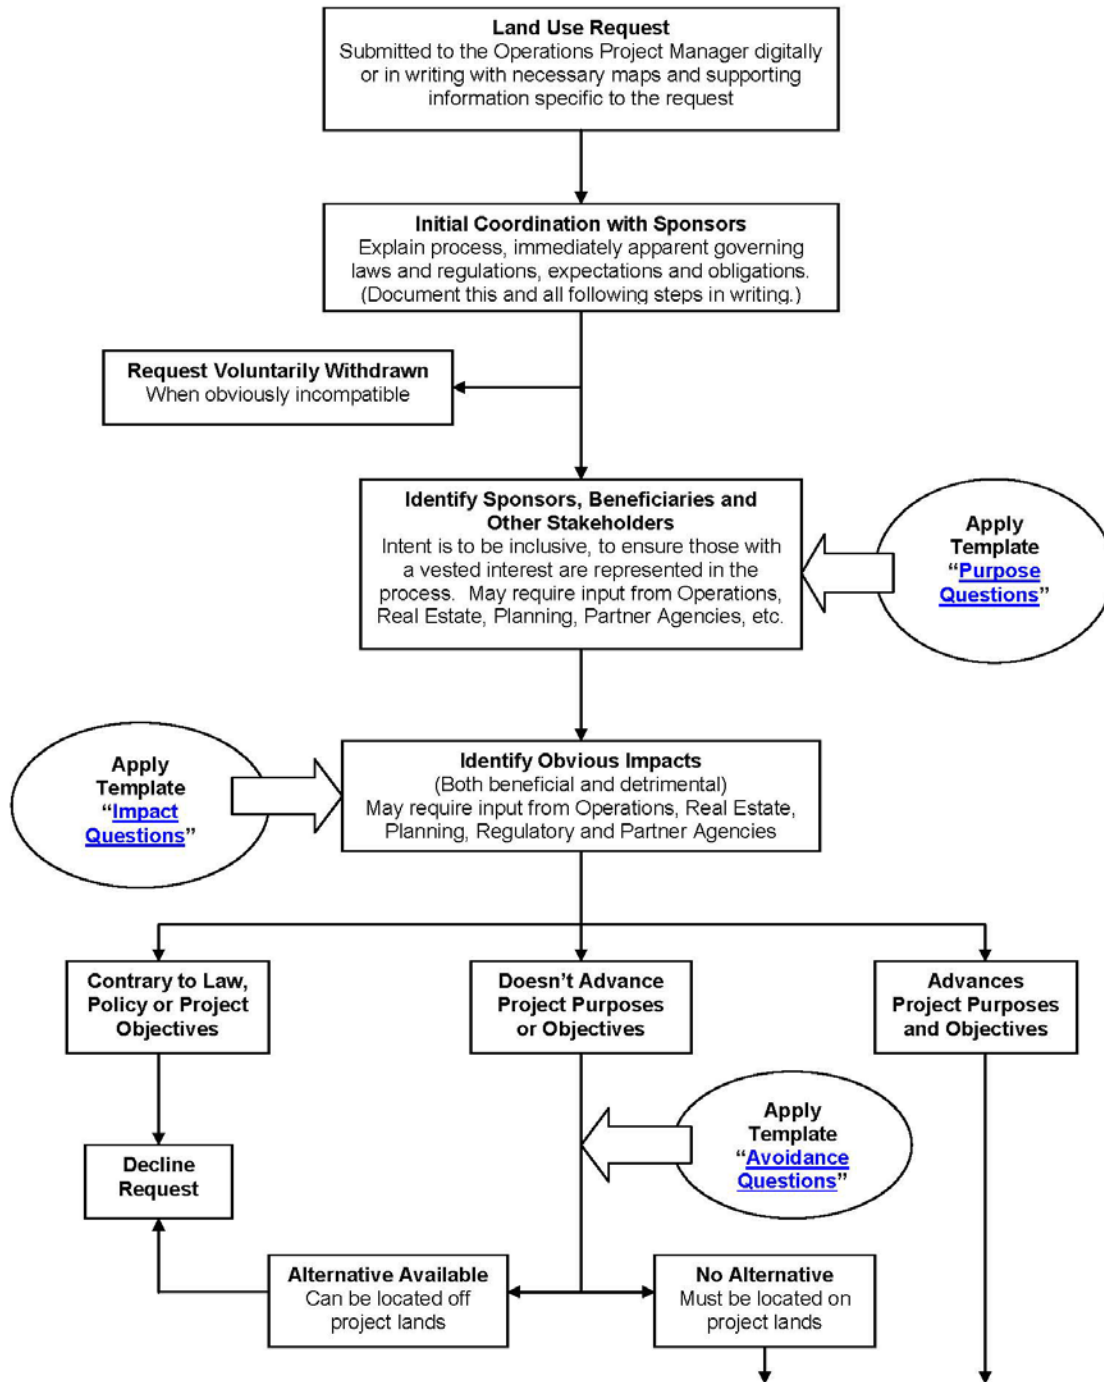 Land Use Request
Submitted to the Operations Project Manager digitally
or in writing with necessary maps and supporting
information specific to the request
Initial Coordination with Sponsors
Explain process, immediately apparent governing
laws and regulations, expectations and obligations.
(Document this and all following steps in writing.)
Request Voluntarily Withdrawn
When obviously incompatible
Identify Sponsors, Beneficiaries and
Other Stakeholders
Intent is to be inclusive, to ensure those with
a vested interest are represented in the
process. May require input from Operations,
Real Estate, Planning, Partner Agencies, etc.
Apply
Template
“Purpose
Questions”
Apply
Template
“Impact
Questions”
Identify Obvious Impacts
(Both beneficial and detrimental)
May require input from Operations, Real Estate,
Planning, Regulatory and Partner Agencies
Contrary to Law,
Policy or Project
Objectives
Doesn’t Advance
Project Purposes
or Objectives
Advances
Project Purposes
and Objectives
Apply
Template
“Avoidance
Questions”
Decline
Request
Alternative Available
Can be located off
project lands
No Alternative
Must be located on
project lands